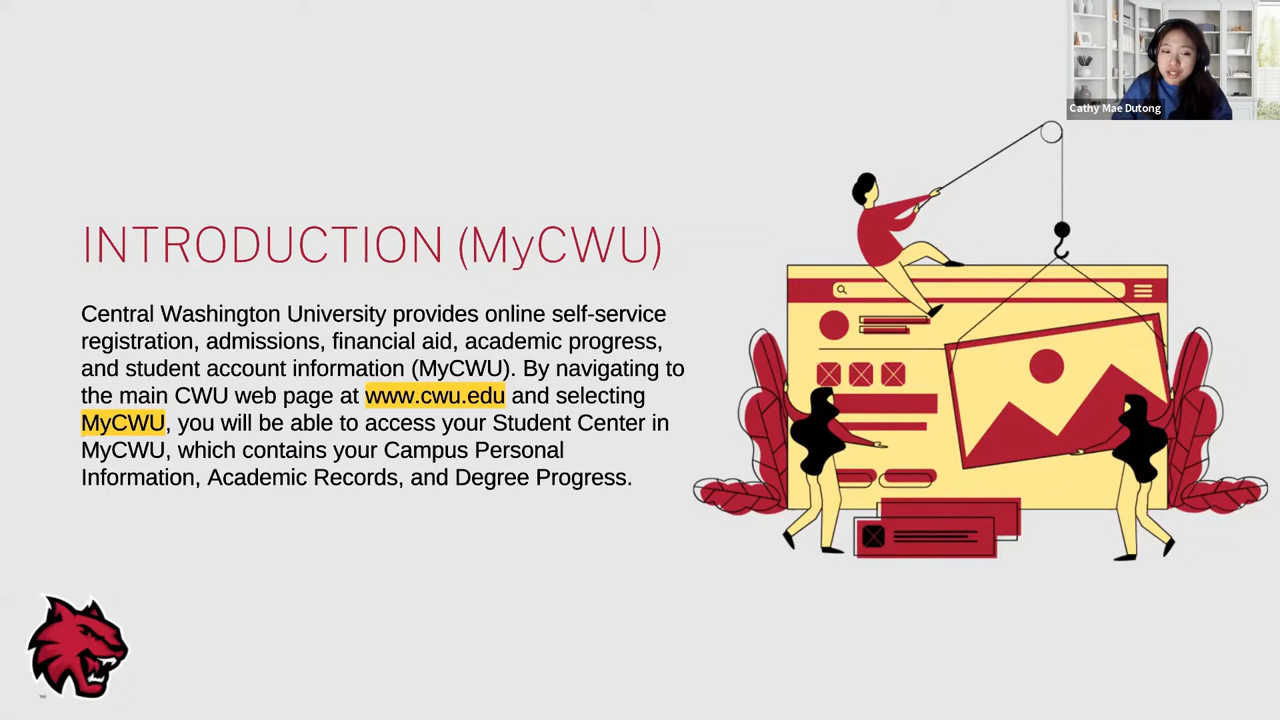 Cathy Mae Dutong
INTRODUCTION (MyCWU)
Central Washington University provides online self-service
registration, admissions, financial aid, academic progress,
and student account information (MyCWU). By navigating to
the main CWU web page at www.cwu.edu and selecting
MyCWU, you will be able to access your Student Center in
MyCWU, which contains your Campus Personal
Information, Academic Records, and Degree Progress.
TM